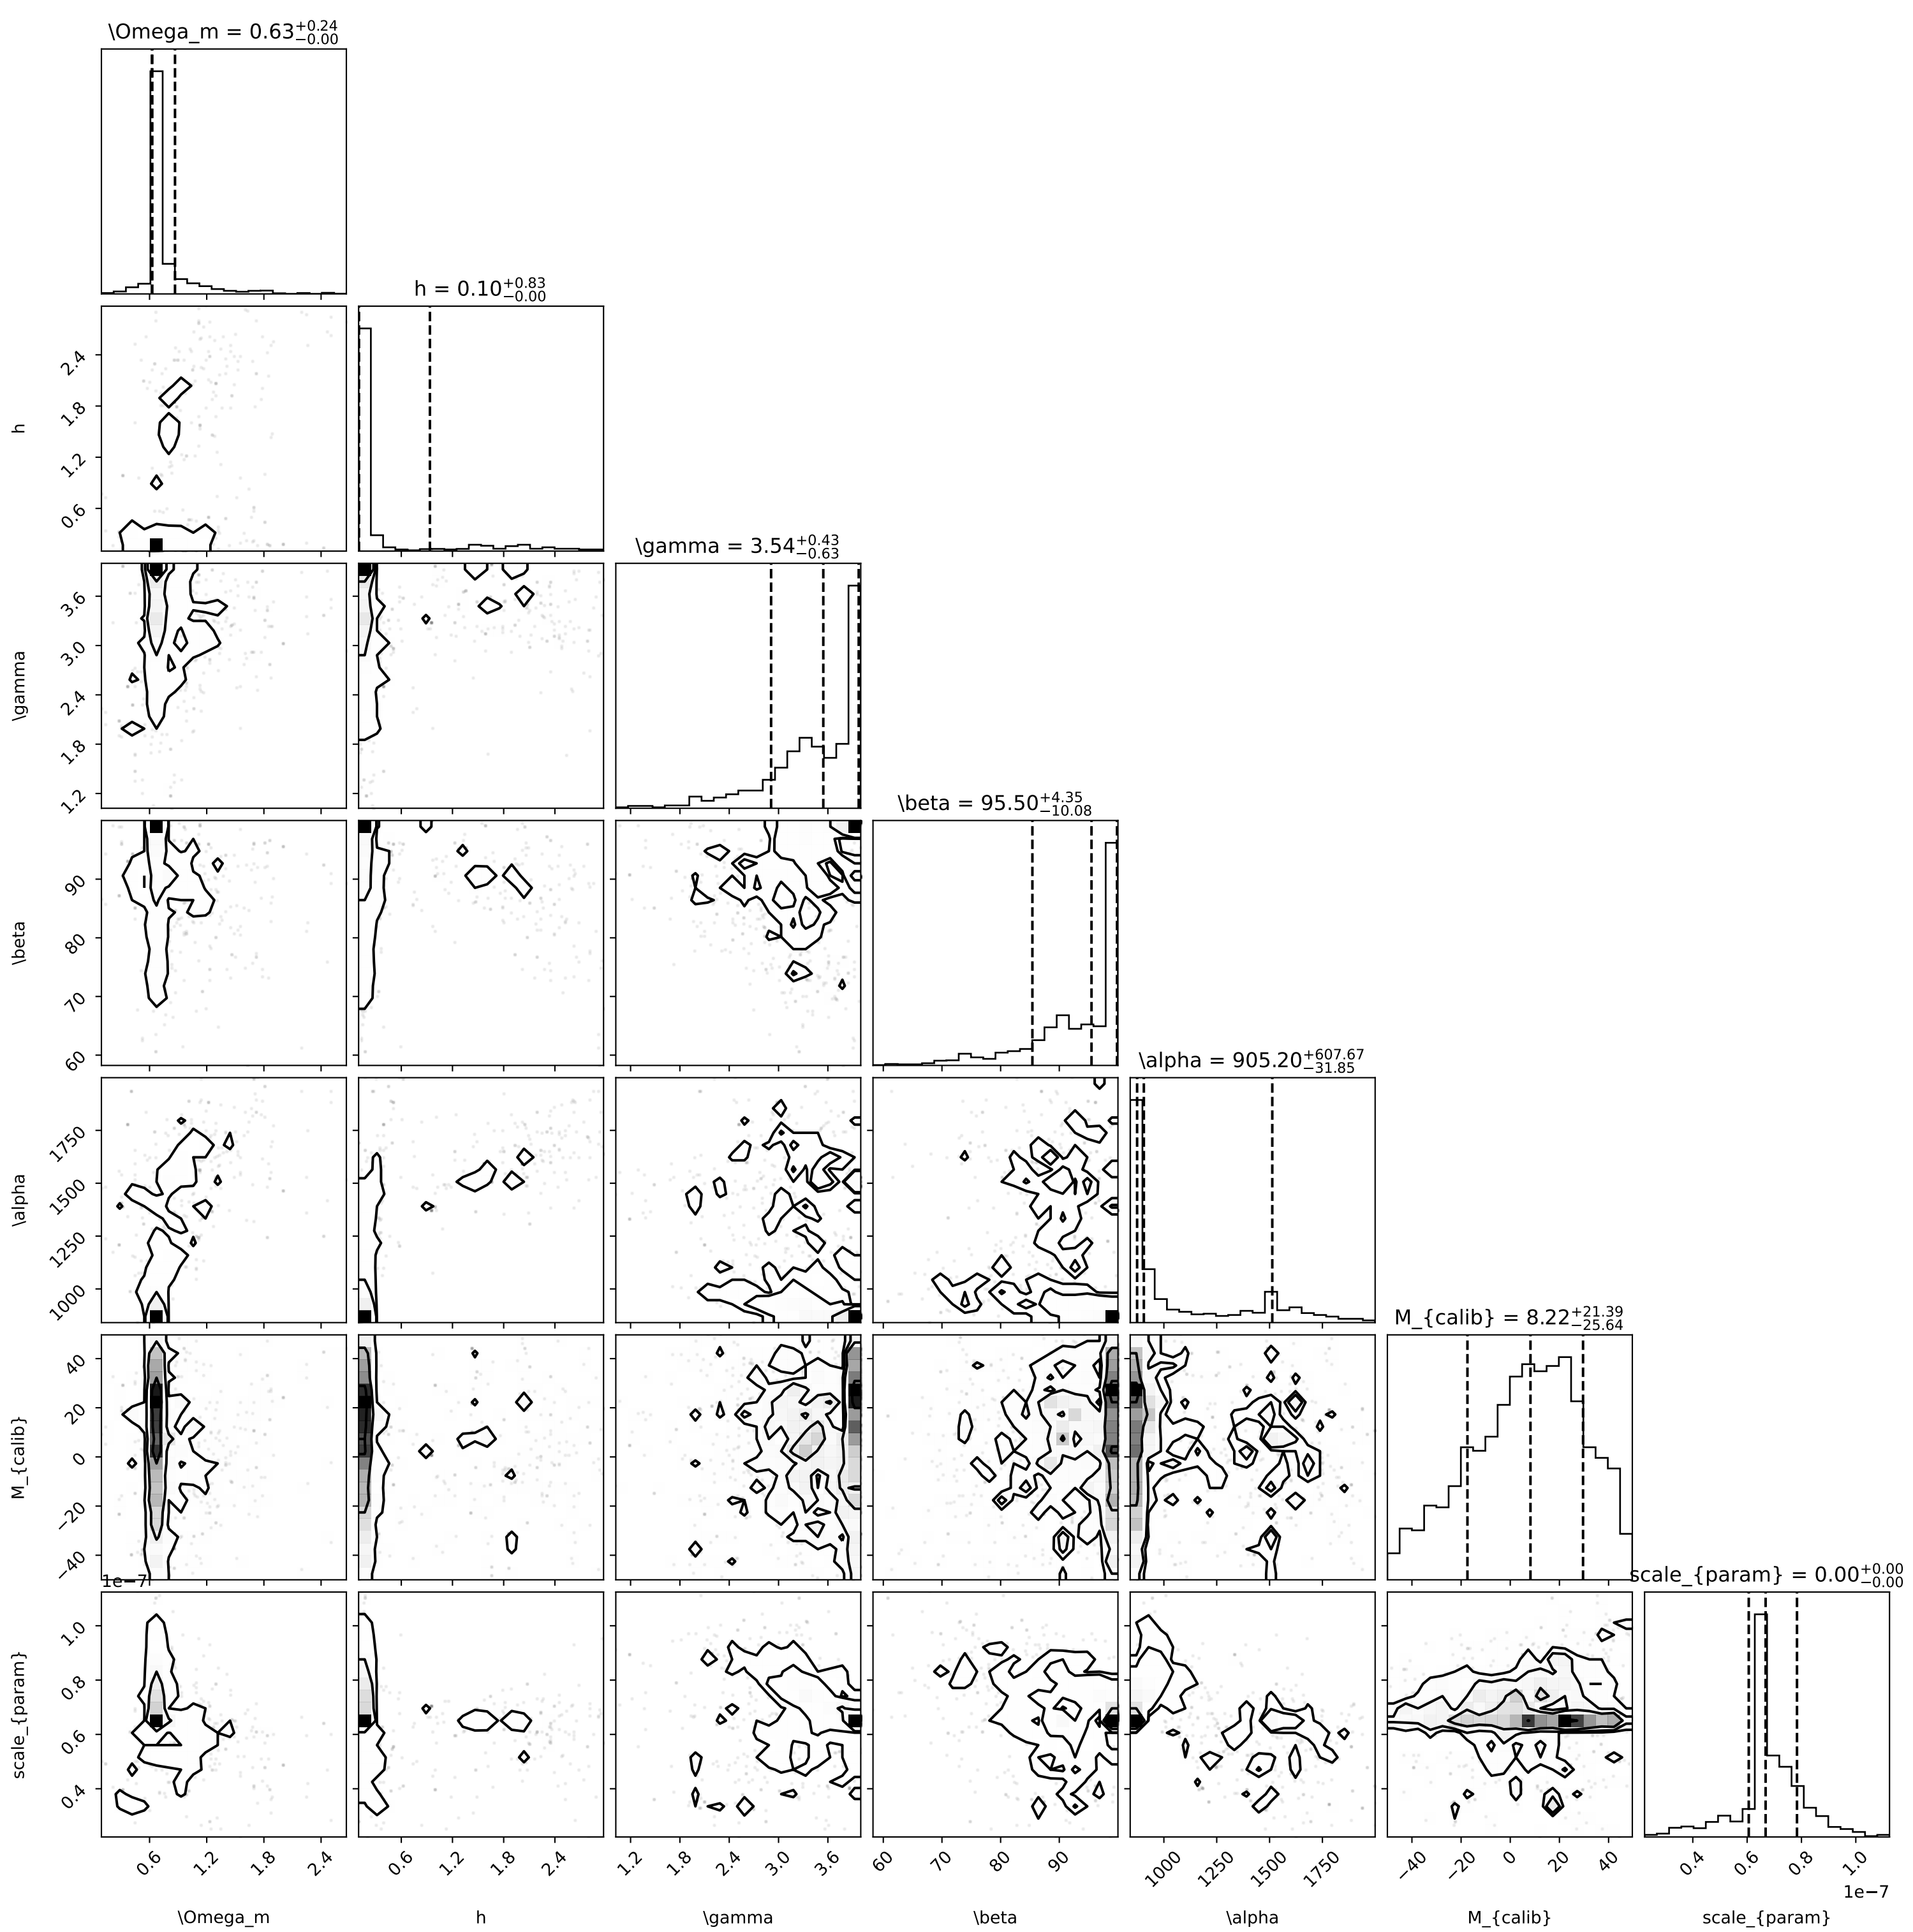 \Omega_m = 0.63+0.24−0.00
h = 0.10+0.83−0.00
2.4
1.8
1.2
0.6
h
\gamma = 3.54+0.43−0.63
3.6
3.0
2.4
1.8
1.2
\gamma
\beta = 95.50+4.35−10.08
90
80
70
60
\beta
\alpha = 905.20+607.67−31.85
1750
1500
1250
1000
\alpha
M_{calib} = 8.22+21.39−25.64
40
20
0
−20
−40
M_{calib}
1e−7
scale_{param} = 0.00+0.00−0.00
1.0
0.8
0.6
0.4
scale_{param}
0.6 1.2 1.8 2.4 0.6 1.2 1.8 2.4 1.2 1.8 2.4 3.0 3.6 60 70 80 90 1000 1250 1500 1750 −40 −20 0 20 40 0.4 0.6 0.8 1.0
1e−7
\Omega_m h \gamma \beta \alpha M_{calib} scale_{param}